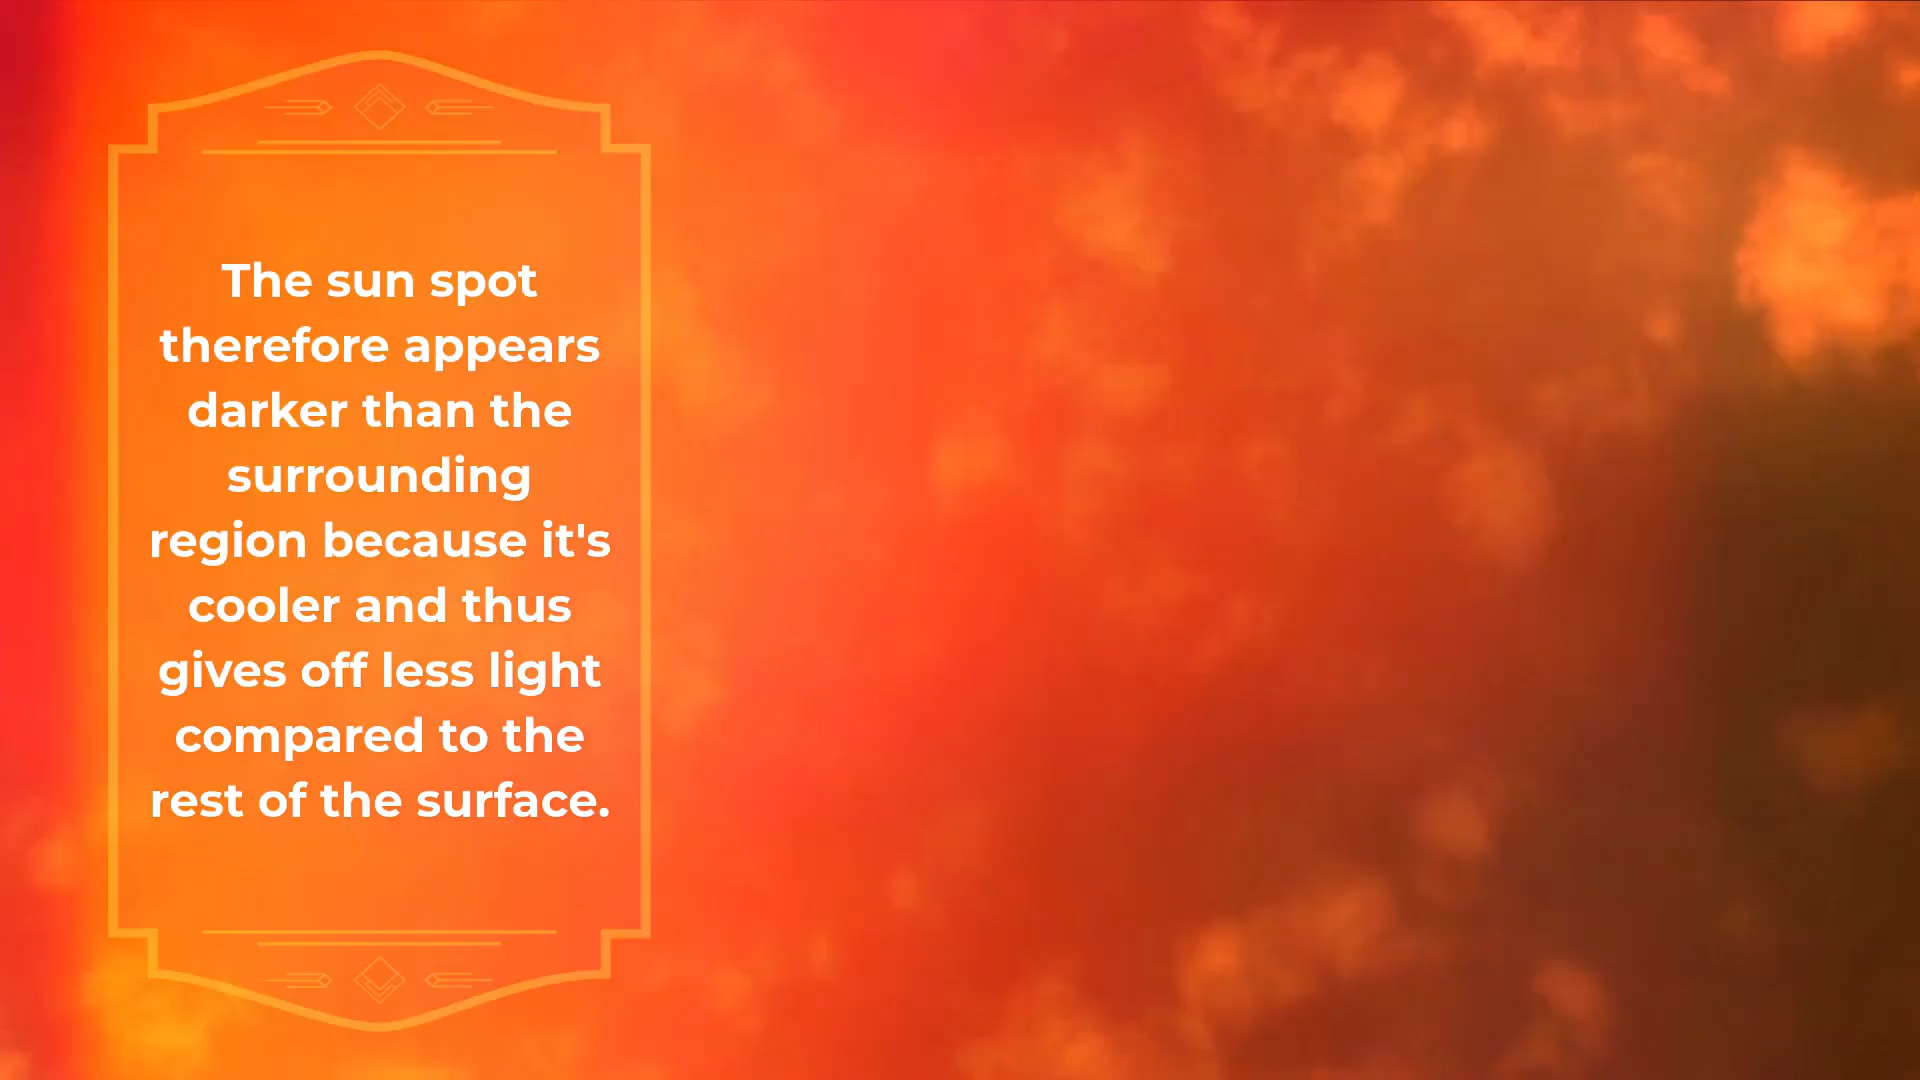 The sun spot
therefore appears
darker than the
surrounding
region because it's
cooler and thus
gives off less light
compared to the
rest of the surface.